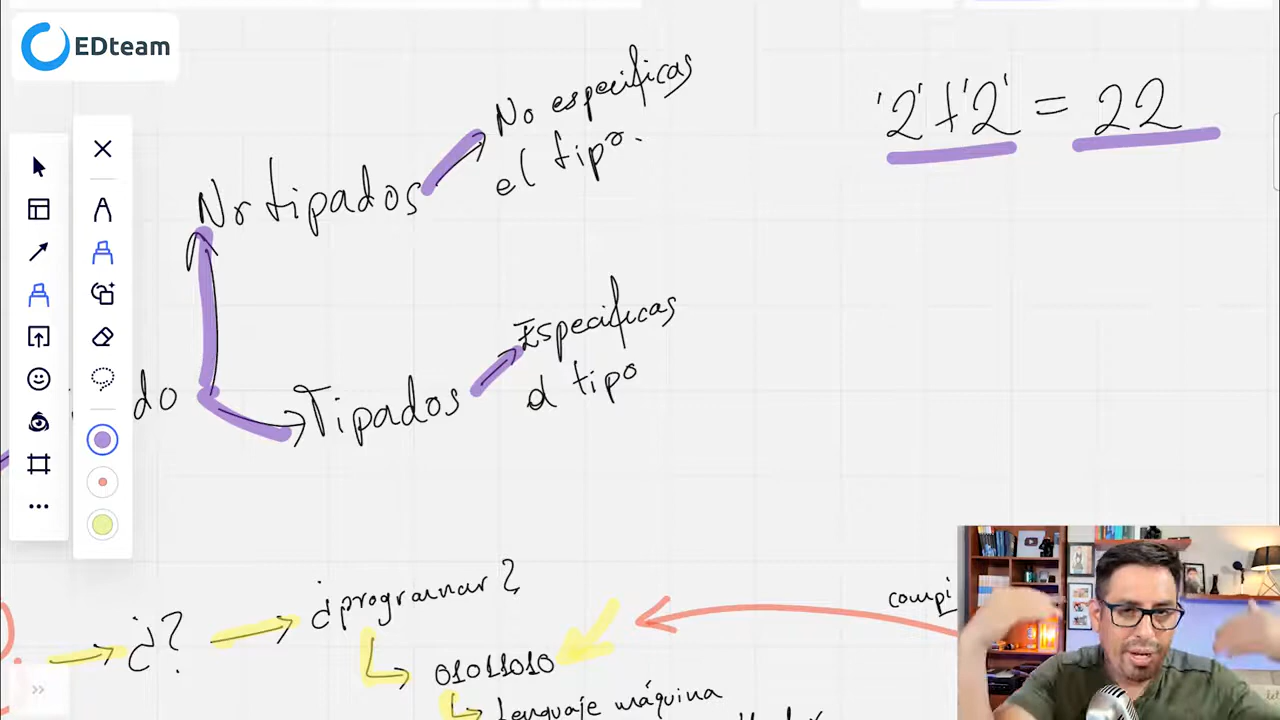 EDteam
No especificas
el tipo.
'2'+'2' = 22
No tipados
Especificas
el tipo
do
Tipados
¿programar?
¿?
compi
01011010
Lenguaje máquina